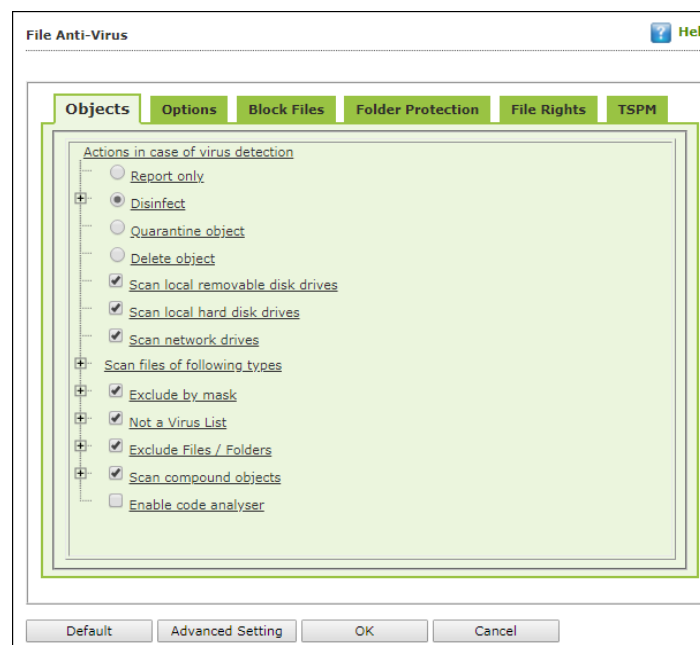 File Anti-Virus
Hel
Objects Options Block Files Folder Protection File Rights TSPM
Actions in case of virus detection
Report only
Disinfect
Quarantine object
Delete object
Scan local removable disk drives
Scan local hard disk drives
Scan network drives
Scan files of following types
Exclude by mask
Not a Virus List
Exclude Files / Folders
Scan compound objects
Enable code analyser
Default Advanced Setting OK Cancel